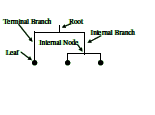 Terminal Branch
Root
Internal Branch
Internal Node
Leaf